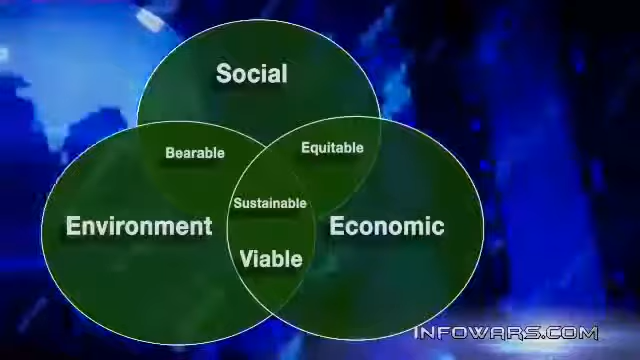 Social
Bearable
Equitable
Sustainable
Environment
Economic
Viable
INFOWARS.COM